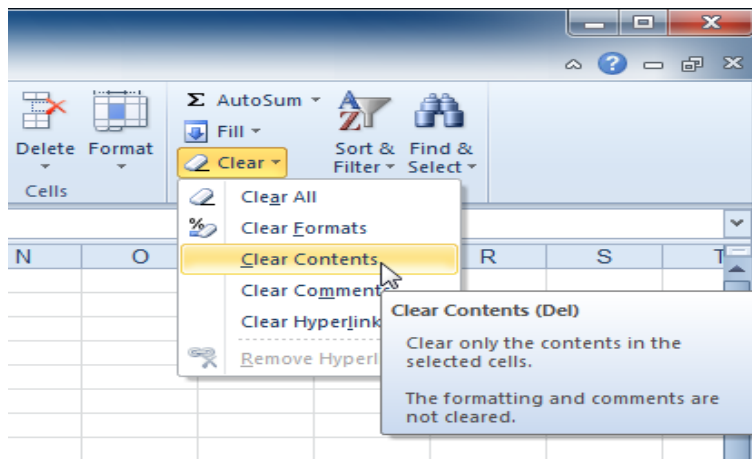 Σ AutoSum
Fill
Clear
Delete Format
Sort & Filter
Find & Select
Cells
Clear All
Clear Formats
Clear Contents
Clear Comments
Clear Hyperlink
Remove Hyperl
N O R S T
Clear Contents (Del)
Clear only the contents in the
selected cells.
The formatting and comments are
not cleared.